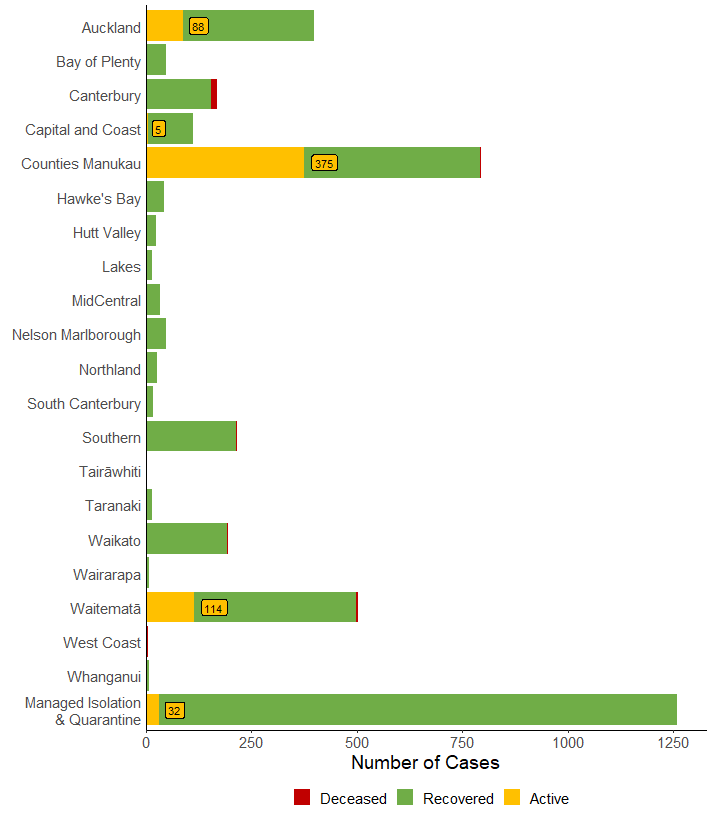 Auckland 88
Bay of Plenty
Canterbury
Capital and Coast 5
Counties Manukau 375
Hawke's Bay
Hutt Valley
Lakes
MidCentral
Nelson Marlborough
Northland
South Canterbury
Southern
Tairāwhiti
Taranaki
Waikato
Wairarapa
Waitematā 114
West Coast
Whanganui
Managed Isolation
& Quarantine 32
0 250 500 750 1000 1250
Number of Cases
Deceased Recovered Active